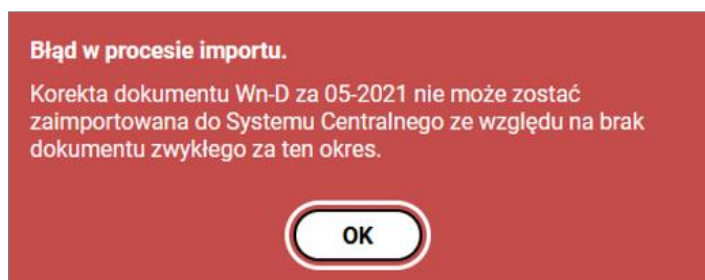 Błąd w procesie importu.
Korekta dokumentu Wn-D za 05-2021 nie może zostać
zaimportowana do Systemu Centralnego ze względu na brak
dokumentu zwykłego za ten okres.
OK